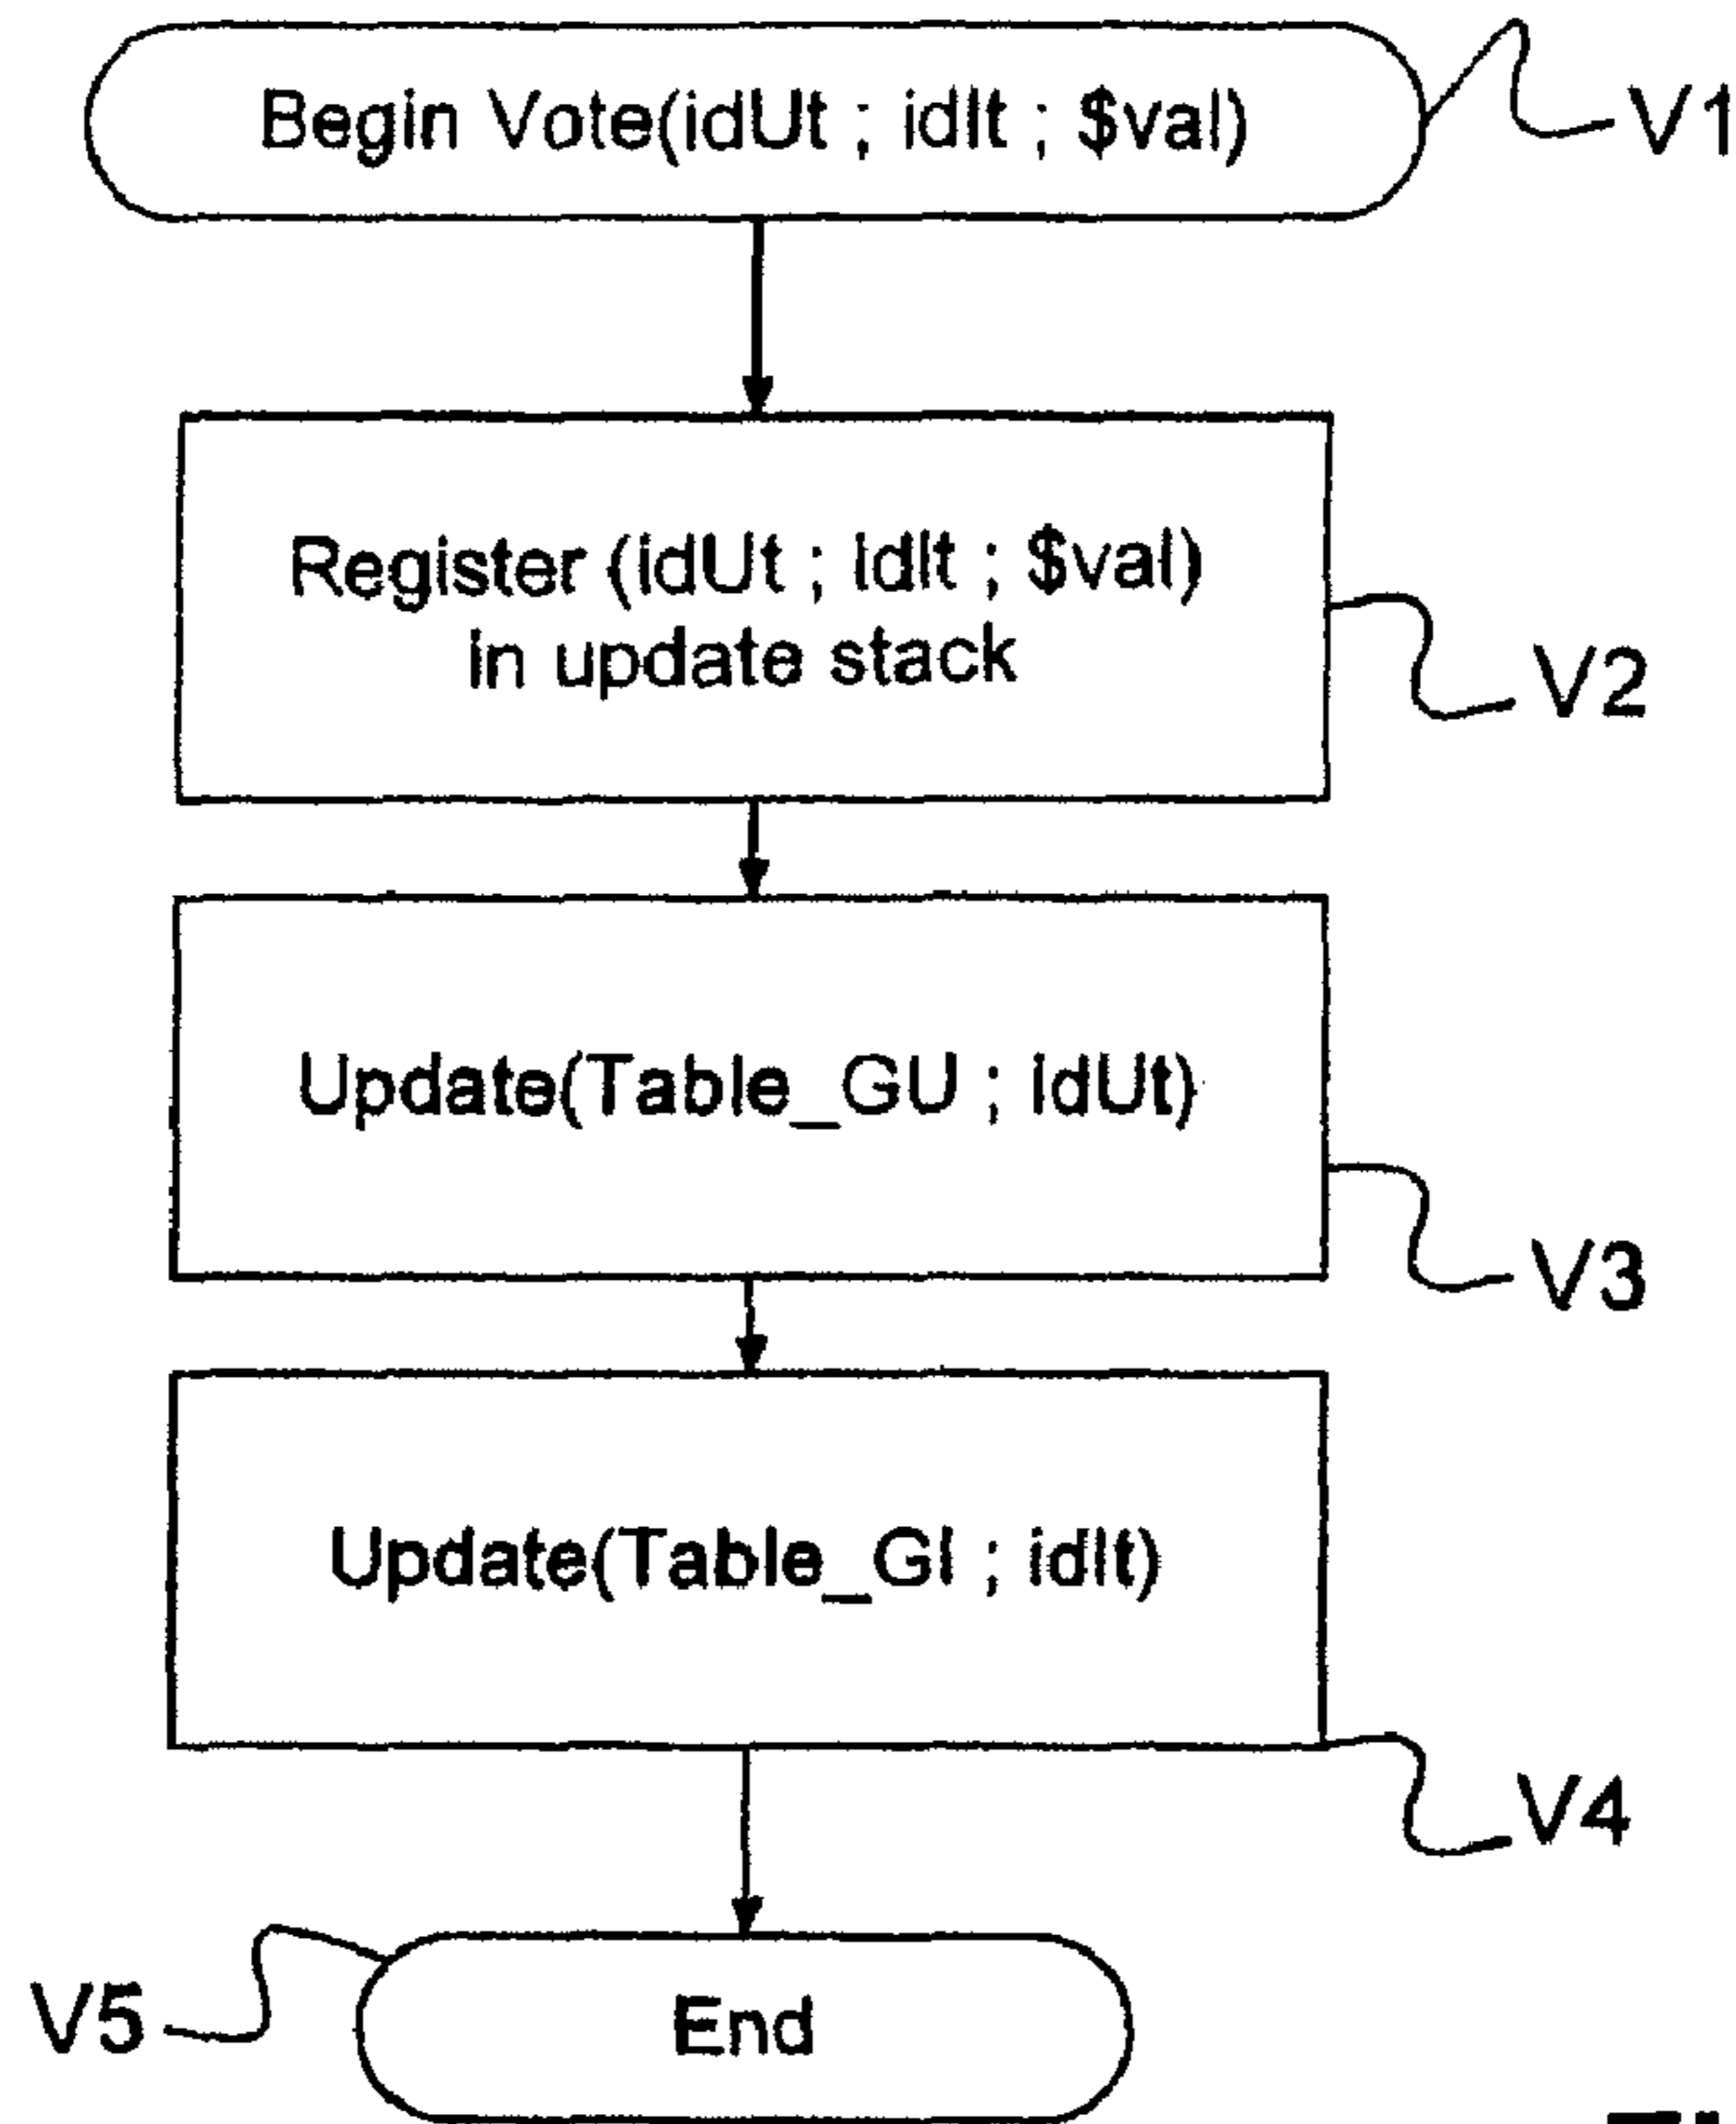 Begin Vote(idUt ; idIt ; $val)
V1
Register (idUt ; idIt ; $val)
in update stack
V2
Update(Table_GU ; idUt)
V3
Update(Table_GI ; idIt)
V4
V5
End